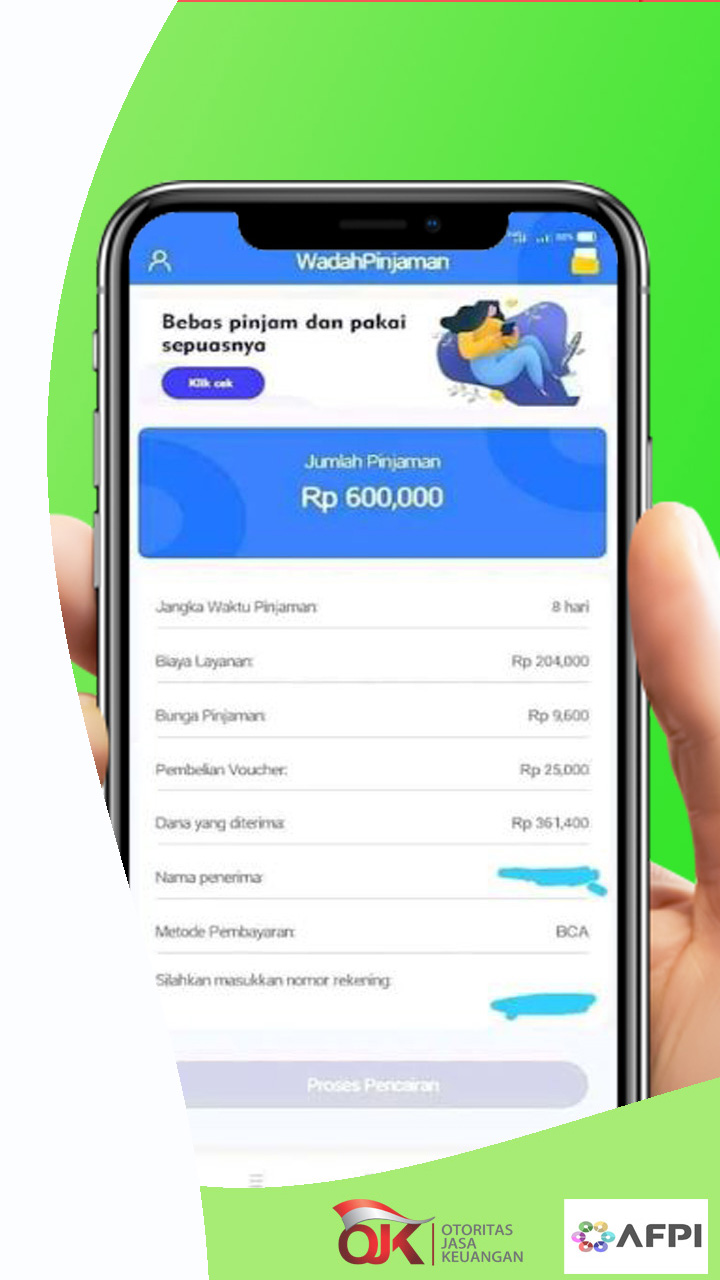 WadahPinjaman
Bebas pinjam dan pakai
sepuasnya
Klik cek
Jumlah Pinjaman
Rp 600,000
Jangka Waktu Pinjaman: 8 hari
Biaya Layanan: Rp 204,000
Bunga Pinjaman: Rp 9,600
Pembelian Voucher: Rp 25,000
Dana yang diterima: Rp 361,400
Nama penerima:
Metode Pembayaran: BCA
Silahkan masukkan nomor rekening:
Proses Pencairan
OJK
OTORITAS
JASA
KEUANGAN
AFPI